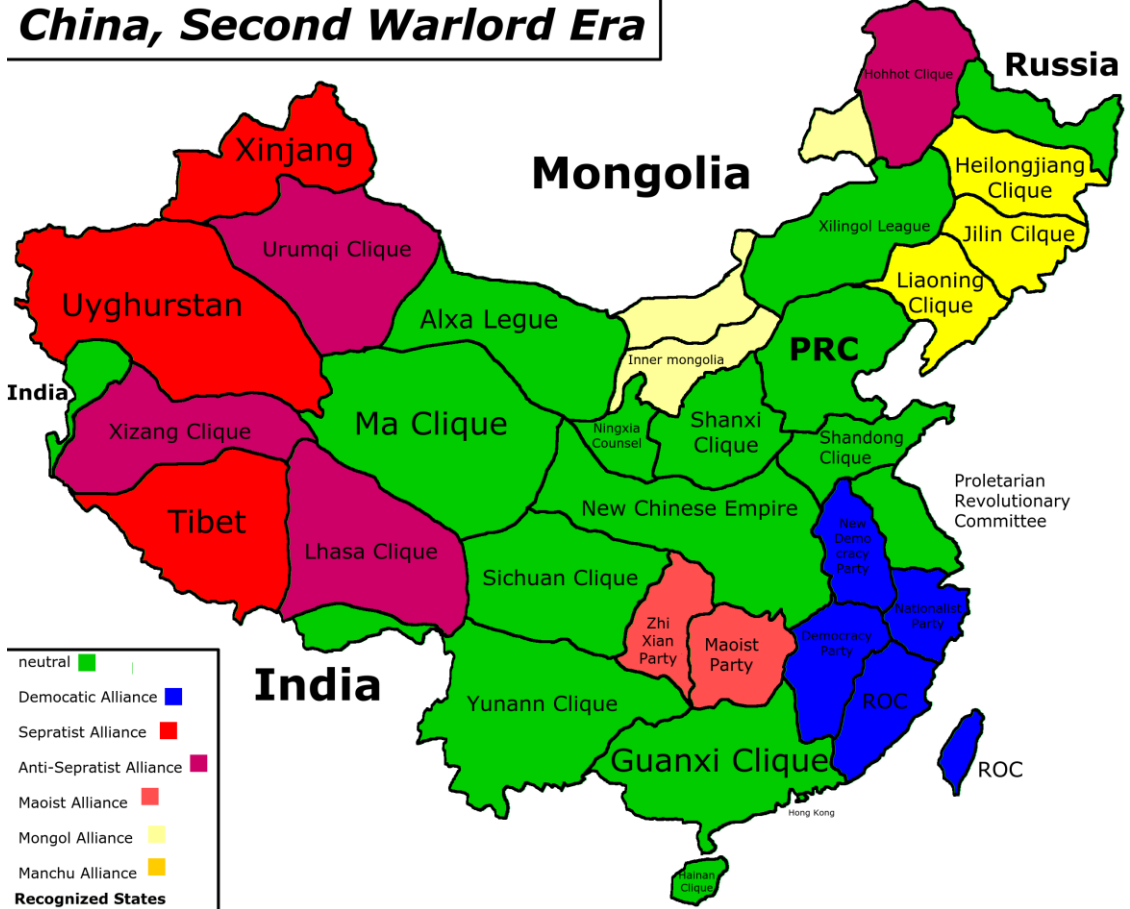 China, Second Warlord Era
Russia
Hohhot Clique
Xinjang
Mongolia
Heilongjiang
Clique
Urumqi Clique
Xilingol League
Jilin Cilque
Uyghurstan
Liaoning
Clique
Alxa Legue
PRC
Inner mongolia
India
Xizang Clique
Ma Clique
Ningxia
Counsel
Shanxi
Clique
Shandong
Clique
Proletarian
Revolutionary
Committee
Tibet
New Chinese Empire
New
Demo
cracy
Party
Lhasa Clique
Sichuan Clique
Nationalist
Party
Zhi
Xian
Party
Maoist
Party
Democracy
Party
India
Yunann Clique
ROC
Guanxi Clique
ROC
Hong Kong
Hainan
Clique
neutral
Democatic Alliance
Sepratist Alliance
Anti-Sepratist Alliance
Maoist Alliance
Mongol Alliance
Manchu Alliance
Recognized States